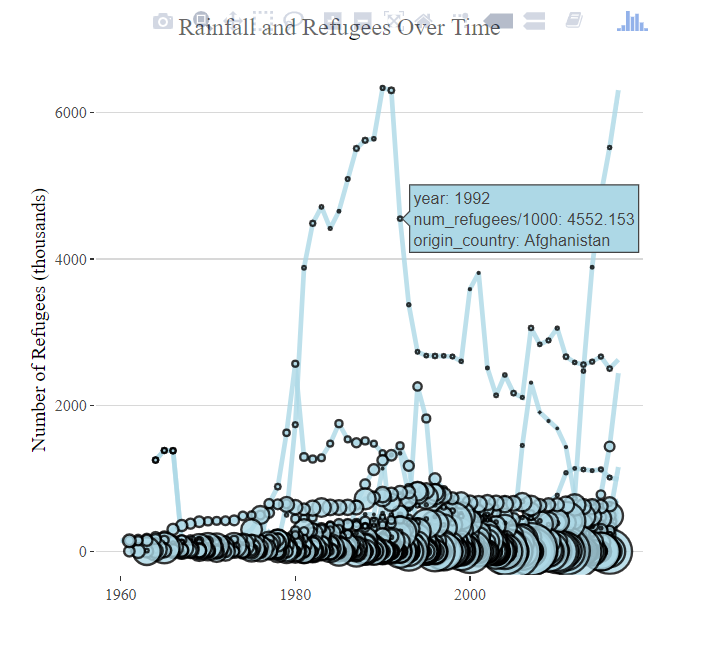 Rainfall and Refugees Over Time
6000
year: 1992
num_refugees/1000: 4552.153
origin_country: Afghanistan
4000
Number of Refugees (thousands)
2000
0
1960 1980 2000